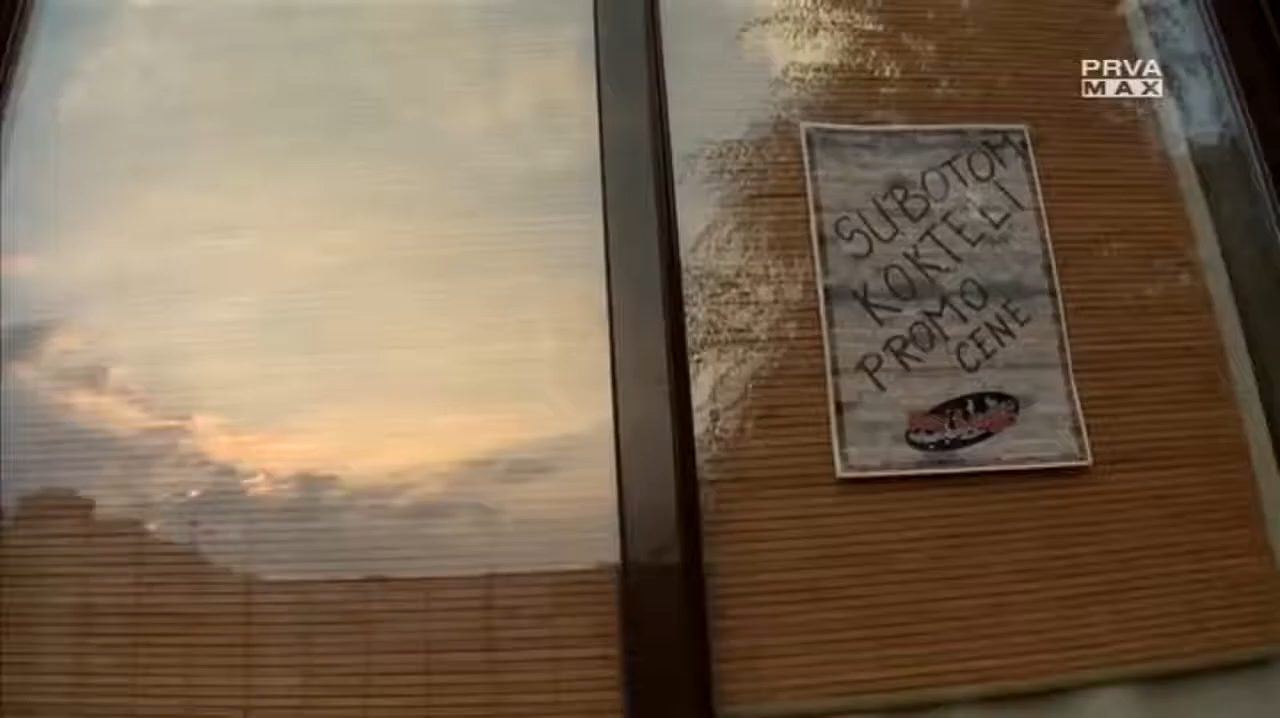 PRVA
MAX
SUBOTOM
KOKTELI
PROMO
CENE